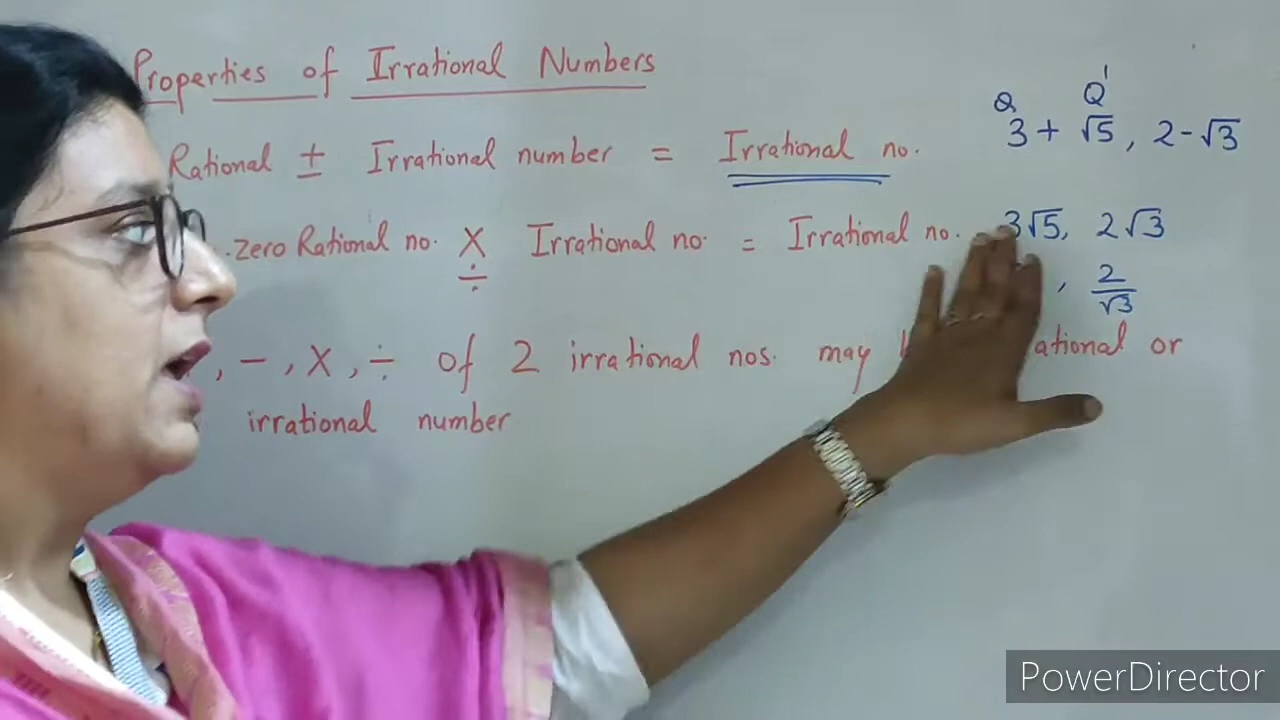 Properties of Irrational Numbers
Q Q'
Rational ± Irrational number = Irrational no. 3 + √5, 2-√3
zero Rational no. × ÷ Irrational no. = Irrational no. 3√5, 2√3
, 2/√3
, -, ×, ÷ of 2 irrational nos. may or
irrational number
PowerDirector